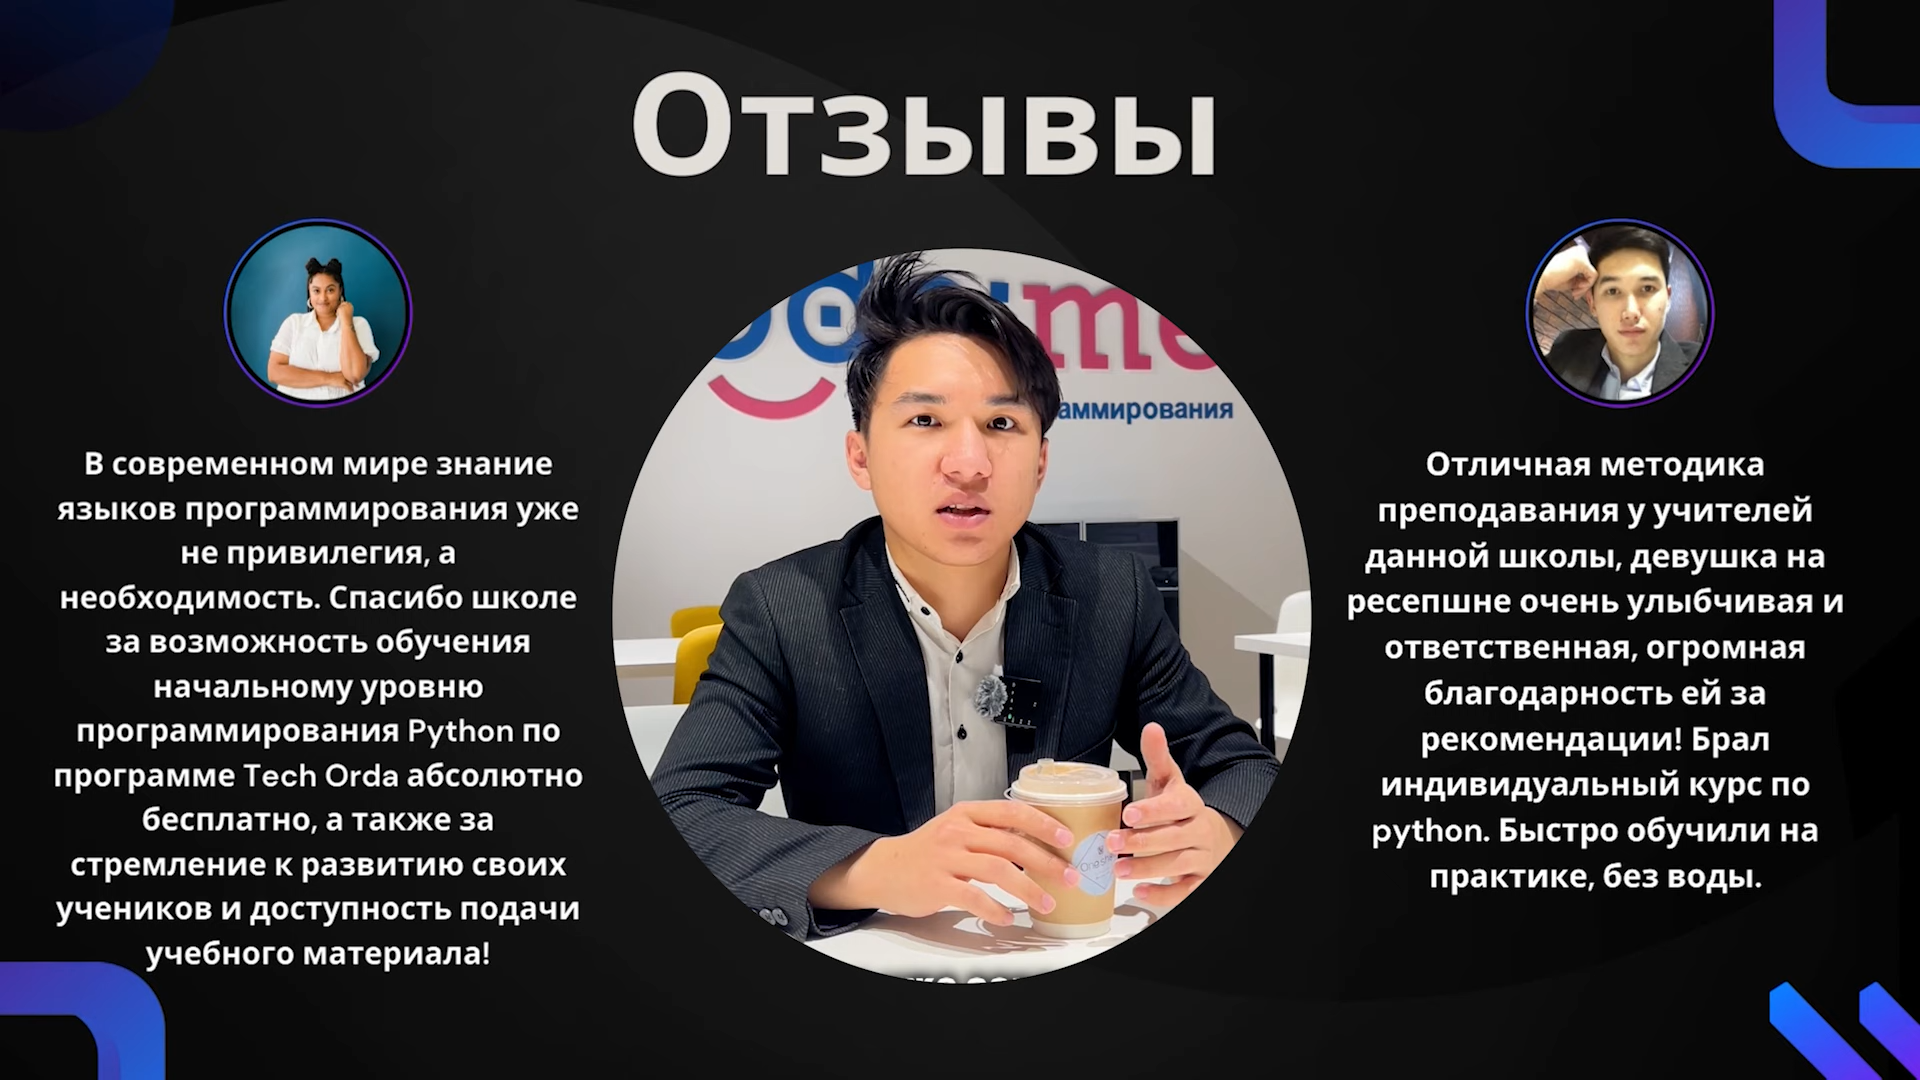 Отзывы
В современном мире знание
языков программирования уже
не привилегия, а
необходимость. Спасибо школе
за возможность обучения
начальному уровню
программирования Python по
программе Tech Orda абсолютно
бесплатно, а также за
стремление к развитию своих
учеников и доступность подачи
учебного материала!
me
аммирования
Отличная методика
преподавания у учителей
данной школы, девушка на
ресепшне очень улыбчивая и
ответственная, огромная
благодарность ей за
рекомендации! Брал
индивидуальный курс по
python. Быстро обучили на
практике, без воды.